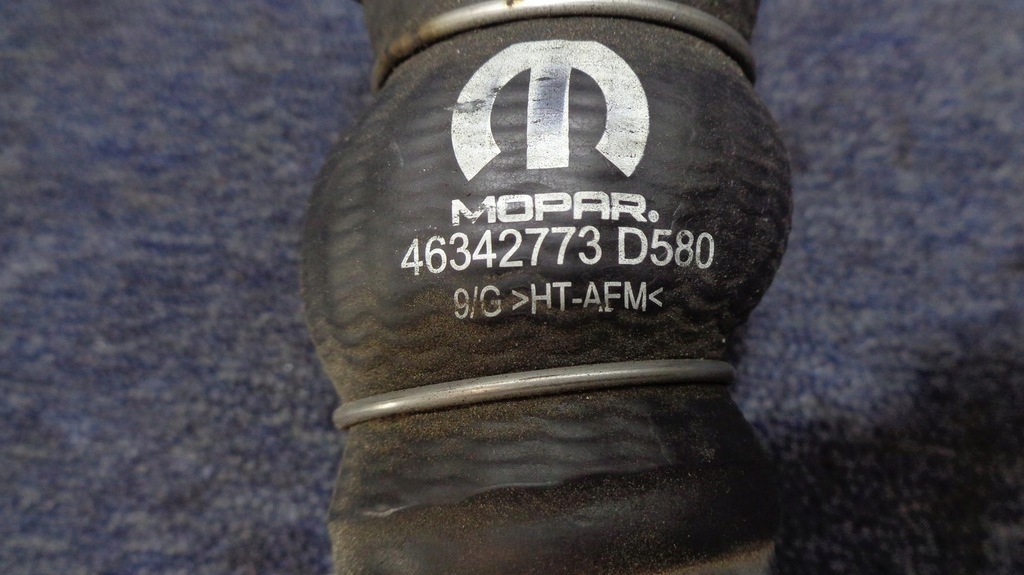 MOPAR.
46342773 D580
9/G >HT-AEM<